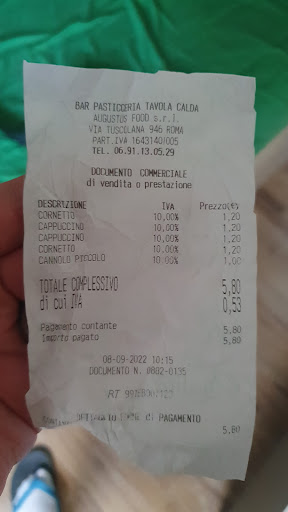 BAR PASTICCERIA TAVOLA CALDA
AUGUSTUS FOOD s.r.l.
VIA TUSCOLANA 946 ROMA
PART.IVA 1643140/005
TEL. 06.91.13.05.29
DOCUMENTO COMMERCIALE
di vendita o prestazione
DESCRIZIONE IVA Prezzo(€)
CORNETTO 10,00% 1,20
CAPPUCCINO 10,00% 1,20
CAPPUCCINO 10,00% 1,20
CORNETTO 10,00% 1,20
CANNOLO PICCOLO 10,00% 1,00
TOTALE COMPLESSIVO 5,80
di cui IVA 0,53
Pagamento contante 5,80
Importo pagato 5,80
08-09-2022 10:15
DOCUMENTO N. 0802-0135
RT
DETTAGLIO FORME di PAGAMENTO
5,80